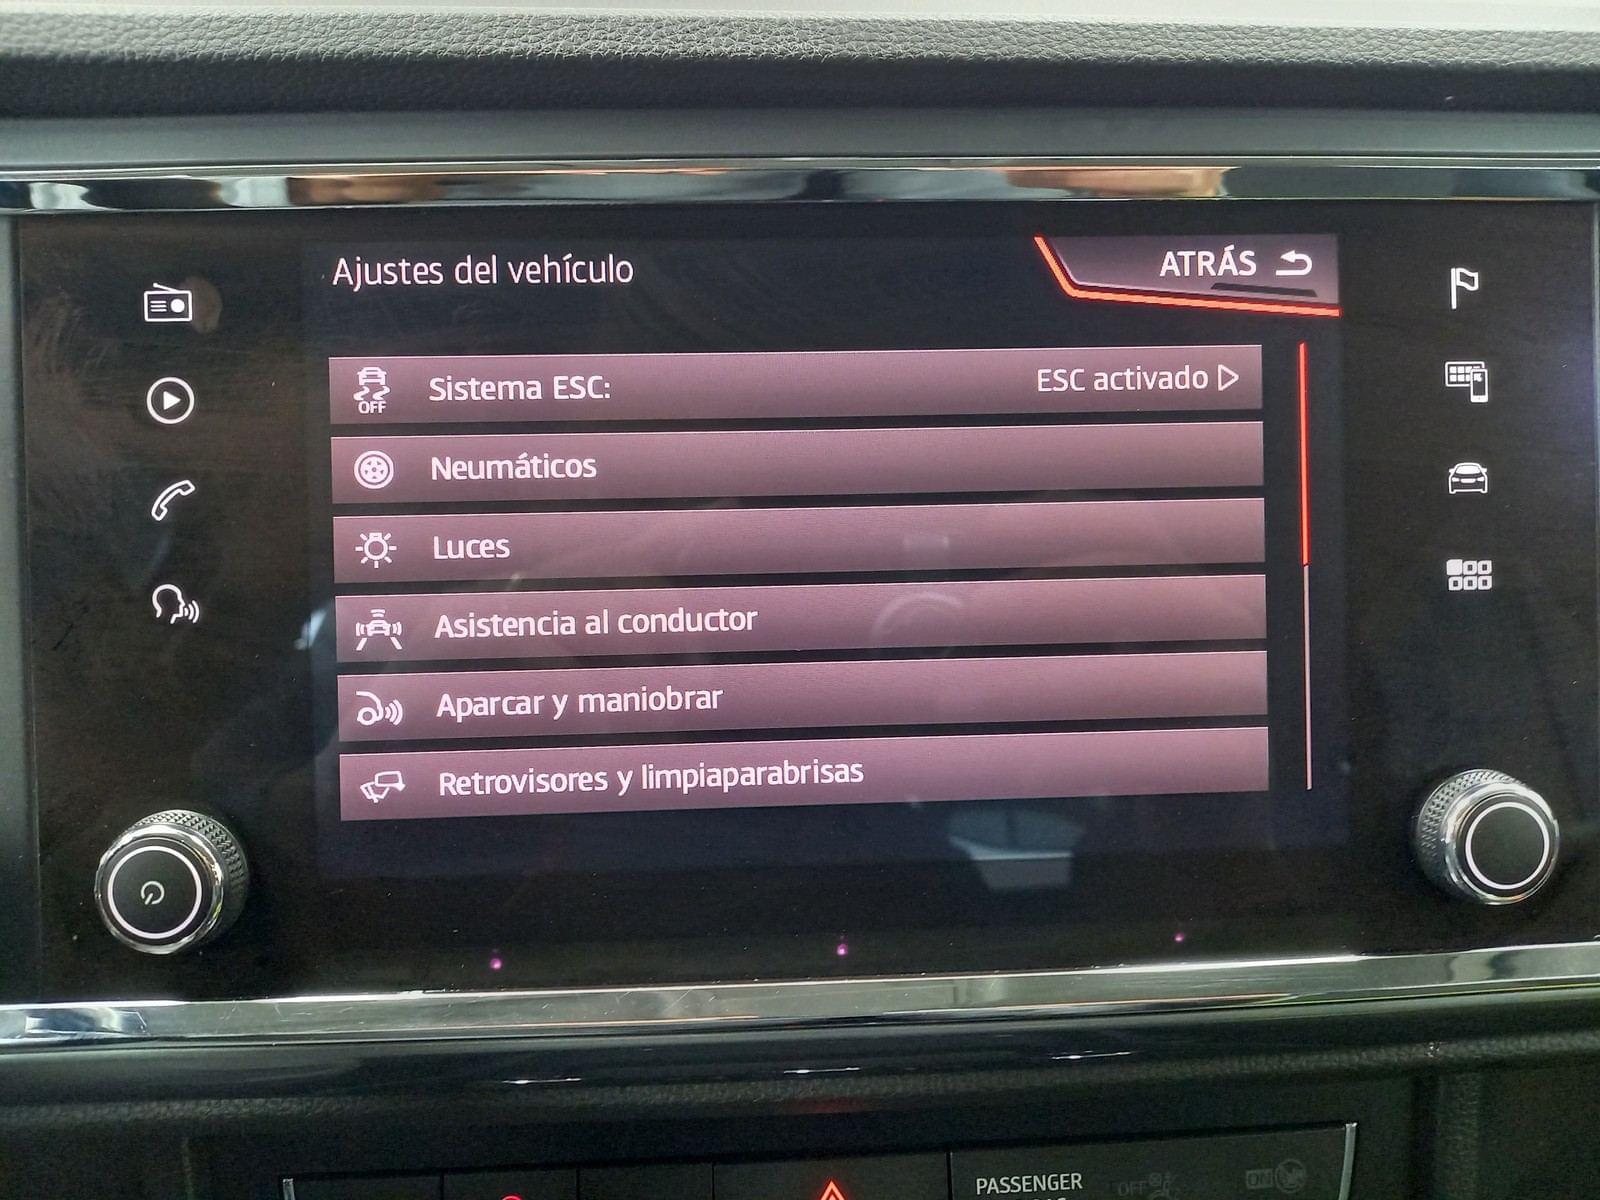 Ajustes del vehículo
ATRÁS
Sistema ESC:
ESC activado
OFF
Neumáticos
Luces
Asistencia al conductor
Aparcar y maniobrar
Retrovisores y limpiaparabrisas
PASSENGER
OFF
ON